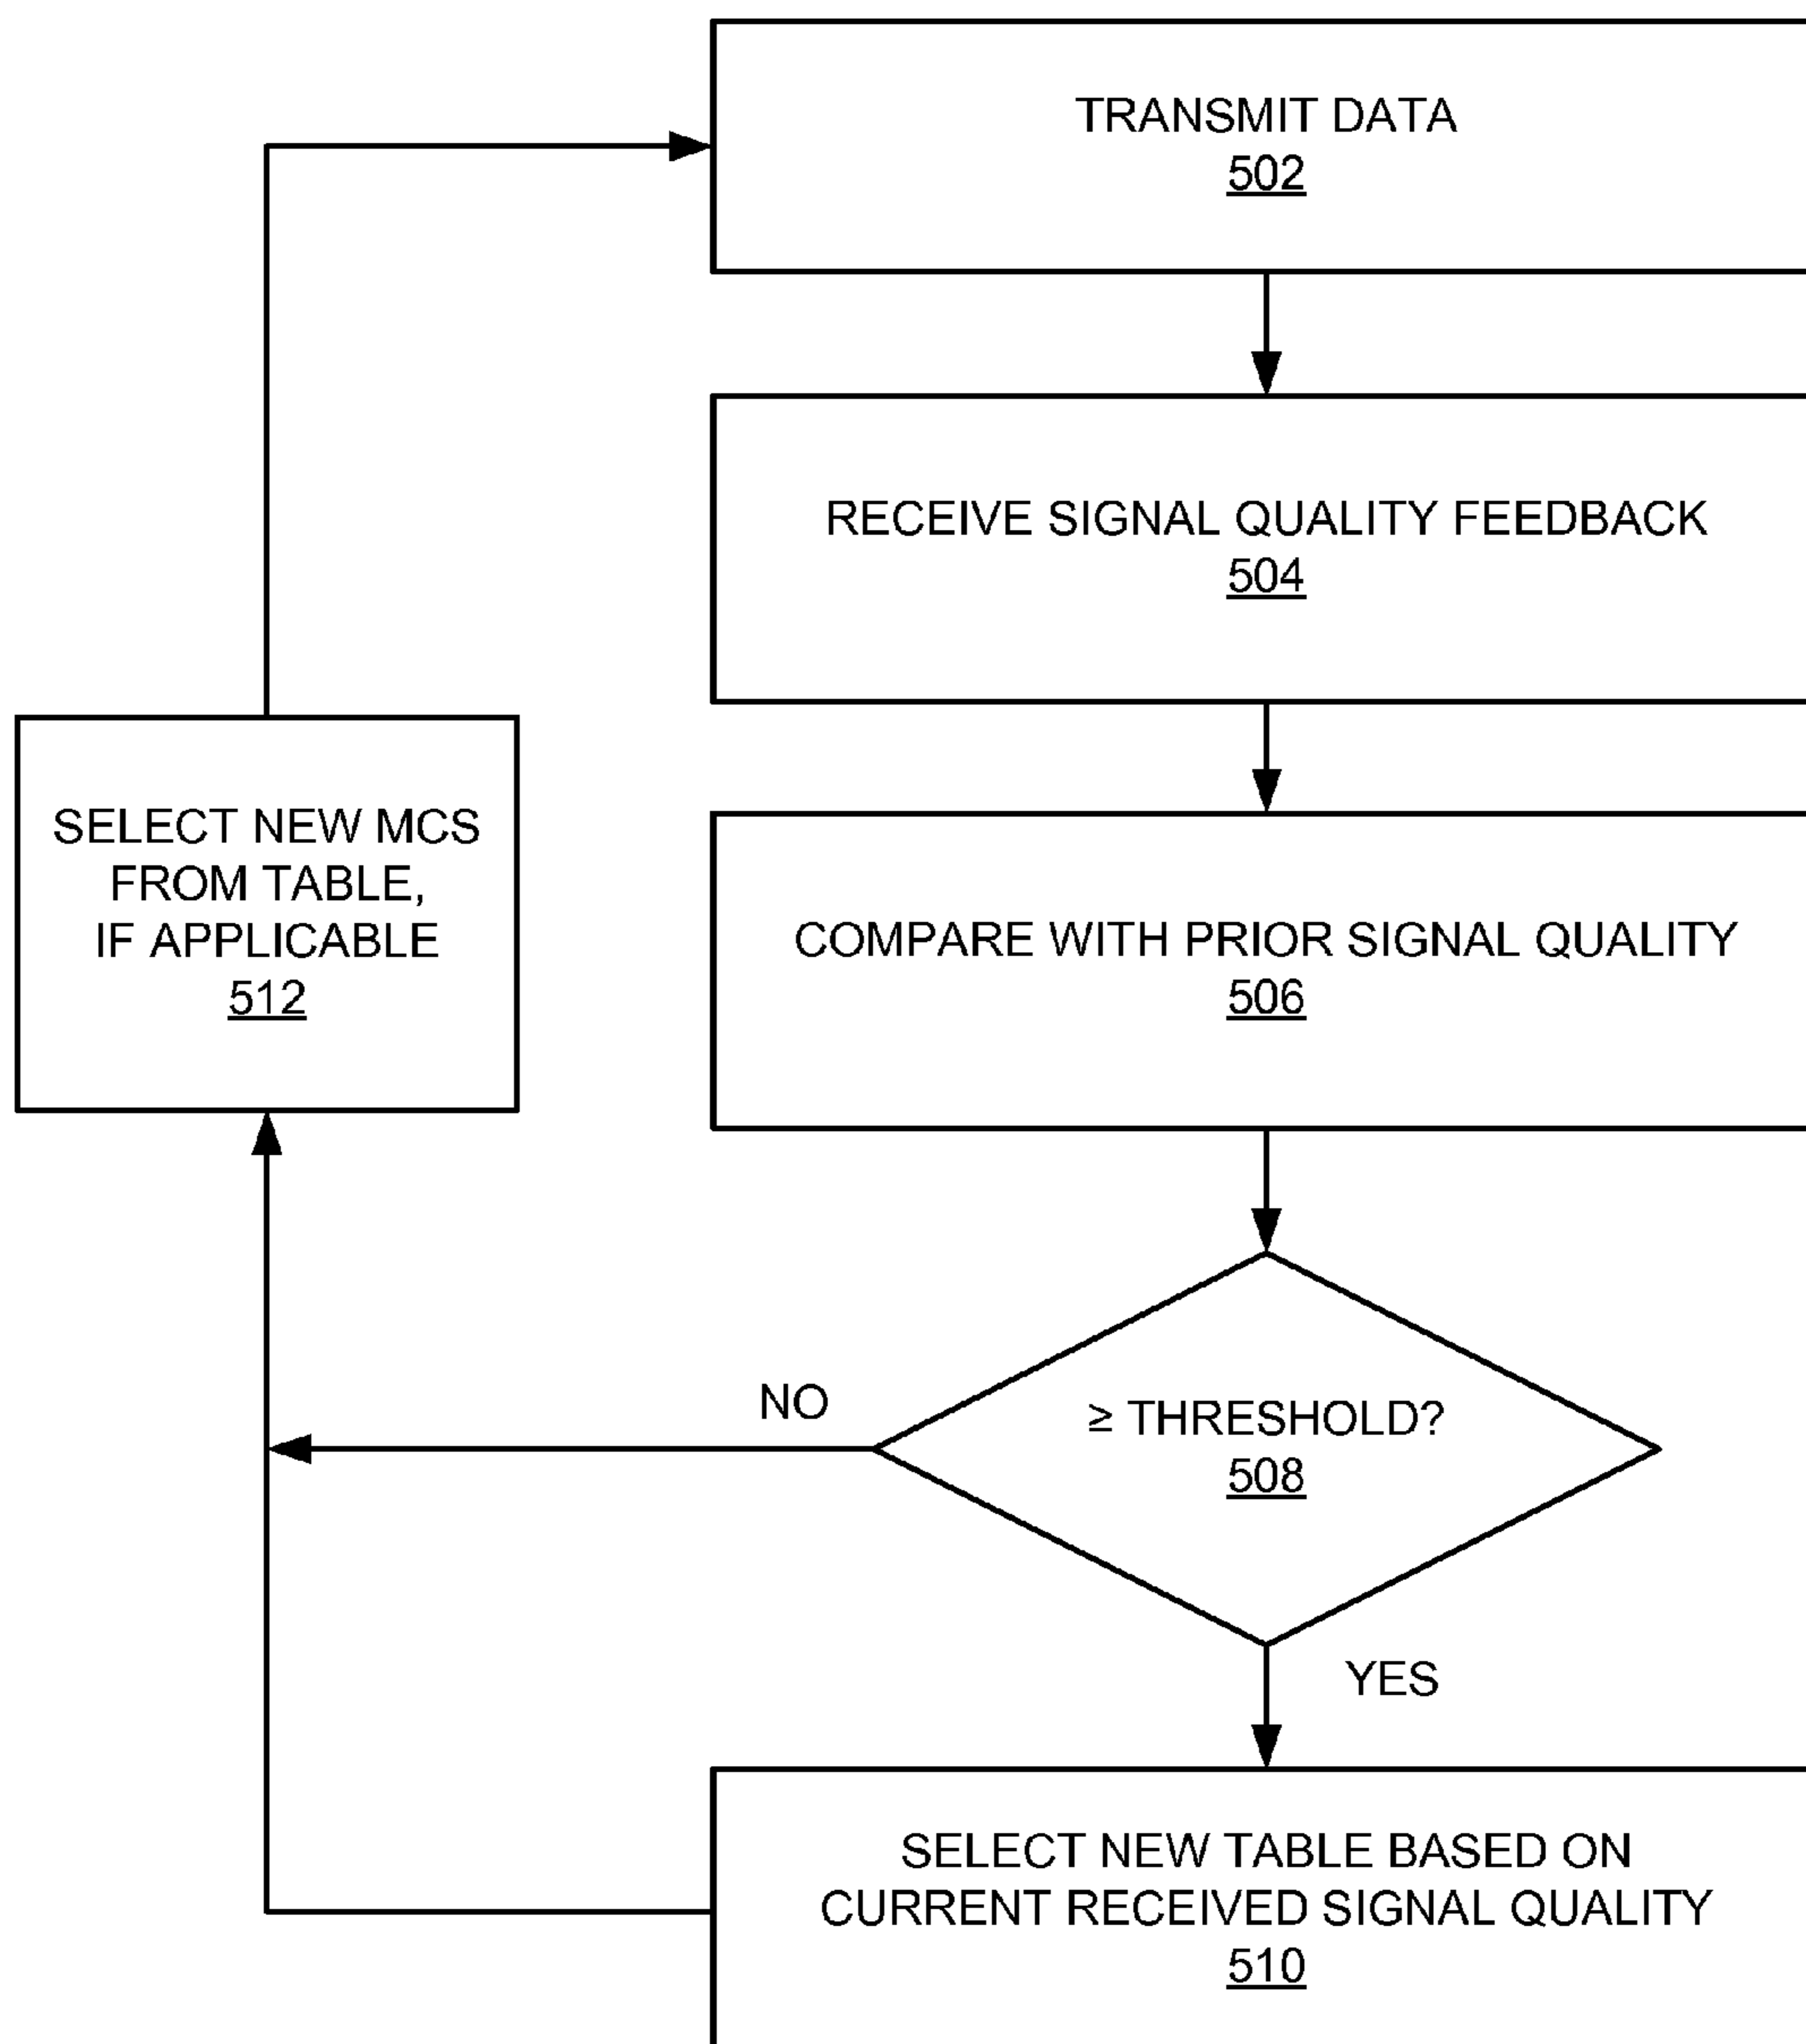 TRANSMIT DATA
502
RECEIVE SIGNAL QUALITY FEEDBACK
504
SELECT NEW MCS
FROM TABLE,
IF APPLICABLE
512
COMPARE WITH PRIOR SIGNAL QUALITY
506
NO
≥ THRESHOLD?
508
YES
SELECT NEW TABLE BASED ON
CURRENT RECEIVED SIGNAL QUALITY
510